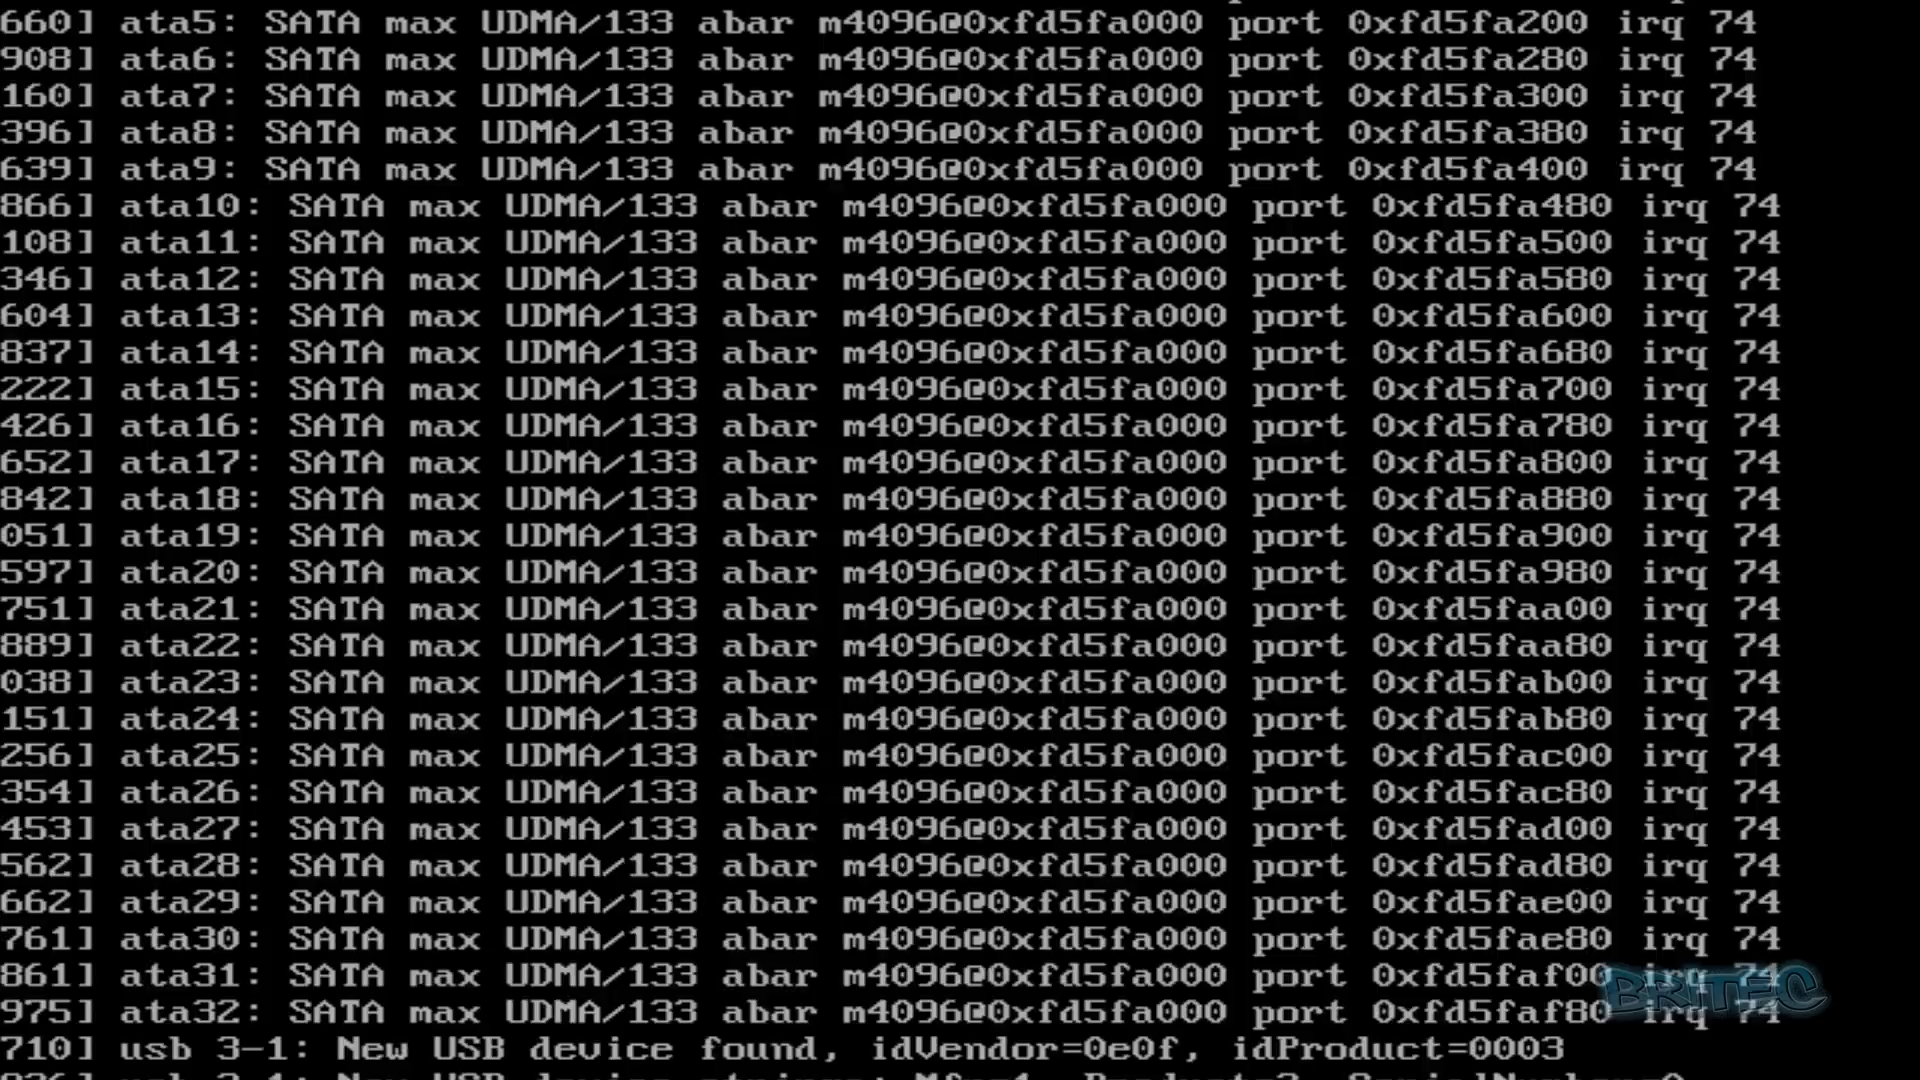 660] ata5: SATA max UDMA/133 abar m4096@0xfd5fa000 port 0xfd5fa200 irq 74
908] ata6: SATA max UDMA/133 abar m4096@0xfd5fa000 port 0xfd5fa280 irq 74
160] ata7: SATA max UDMA/133 abar m4096@0xfd5fa000 port 0xfd5fa300 irq 74
396] ata8: SATA max UDMA/133 abar m4096@0xfd5fa000 port 0xfd5fa380 irq 74
639] ata9: SATA max UDMA/133 abar m4096@0xfd5fa000 port 0xfd5fa400 irq 74
866] ata10: SATA max UDMA/133 abar m4096@0xfd5fa000 port 0xfd5fa480 irq 74
108] ata11: SATA max UDMA/133 abar m4096@0xfd5fa000 port 0xfd5fa500 irq 74
346] ata12: SATA max UDMA/133 abar m4096@0xfd5fa000 port 0xfd5fa580 irq 74
604] ata13: SATA max UDMA/133 abar m4096@0xfd5fa000 port 0xfd5fa600 irq 74
837] ata14: SATA max UDMA/133 abar m4096@0xfd5fa000 port 0xfd5fa680 irq 74
222] ata15: SATA max UDMA/133 abar m4096@0xfd5fa000 port 0xfd5fa700 irq 74
426] ata16: SATA max UDMA/133 abar m4096@0xfd5fa000 port 0xfd5fa780 irq 74
652] ata17: SATA max UDMA/133 abar m4096@0xfd5fa000 port 0xfd5fa800 irq 74
842] ata18: SATA max UDMA/133 abar m4096@0xfd5fa000 port 0xfd5fa880 irq 74
051] ata19: SATA max UDMA/133 abar m4096@0xfd5fa000 port 0xfd5fa900 irq 74
597] ata20: SATA max UDMA/133 abar m4096@0xfd5fa000 port 0xfd5fa980 irq 74
751] ata21: SATA max UDMA/133 abar m4096@0xfd5fa000 port 0xfd5faa00 irq 74
889] ata22: SATA max UDMA/133 abar m4096@0xfd5fa000 port 0xfd5faa80 irq 74
038] ata23: SATA max UDMA/133 abar m4096@0xfd5fa000 port 0xfd5fab00 irq 74
151] ata24: SATA max UDMA/133 abar m4096@0xfd5fa000 port 0xfd5fab80 irq 74
256] ata25: SATA max UDMA/133 abar m4096@0xfd5fa000 port 0xfd5fac00 irq 74
354] ata26: SATA max UDMA/133 abar m4096@0xfd5fa000 port 0xfd5fac80 irq 74
453] ata27: SATA max UDMA/133 abar m4096@0xfd5fa000 port 0xfd5fad00 irq 74
562] ata28: SATA max UDMA/133 abar m4096@0xfd5fa000 port 0xfd5fad80 irq 74
662] ata29: SATA max UDMA/133 abar m4096@0xfd5fa000 port 0xfd5fae00 irq 74
761] ata30: SATA max UDMA/133 abar m4096@0xfd5fa000 port 0xfd5fae80 irq 74
861] ata31: SATA max UDMA/133 abar m4096@0xfd5fa000 port 0xfd5faf00 irq 74
975] ata32: SATA max UDMA/133 abar m4096@0xfd5fa000 port 0xfd5faf80 irq 74
BRITEC
710] usb 3-1: New USB device found, idVendor=0e0f, idProduct=0003